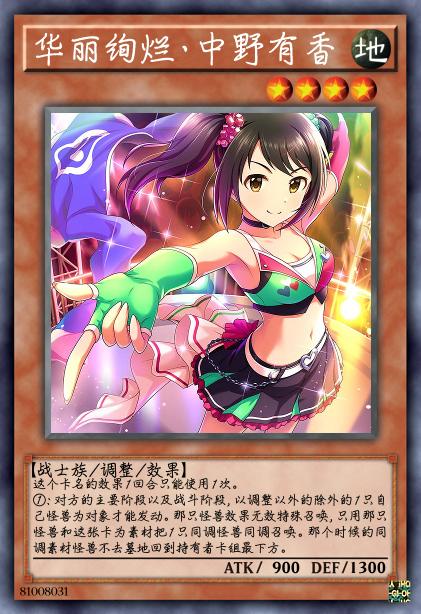 华丽绚烂·中野有香
地
【战士族/调整/效果】
这个卡名的效果1回合只能使用1次。
①:对方的主要阶段以及战斗阶段,以调整以外的除外的1只自
己怪兽为对象才能发动。那只怪兽效果无效特殊召唤,只用那只
怪兽和这张卡为素材把1只同调怪兽同调召唤。那个时候的同
调素材怪兽不去墓地回到持有者卡组最下方。
ATK/ 900 DEF/1300
81008031